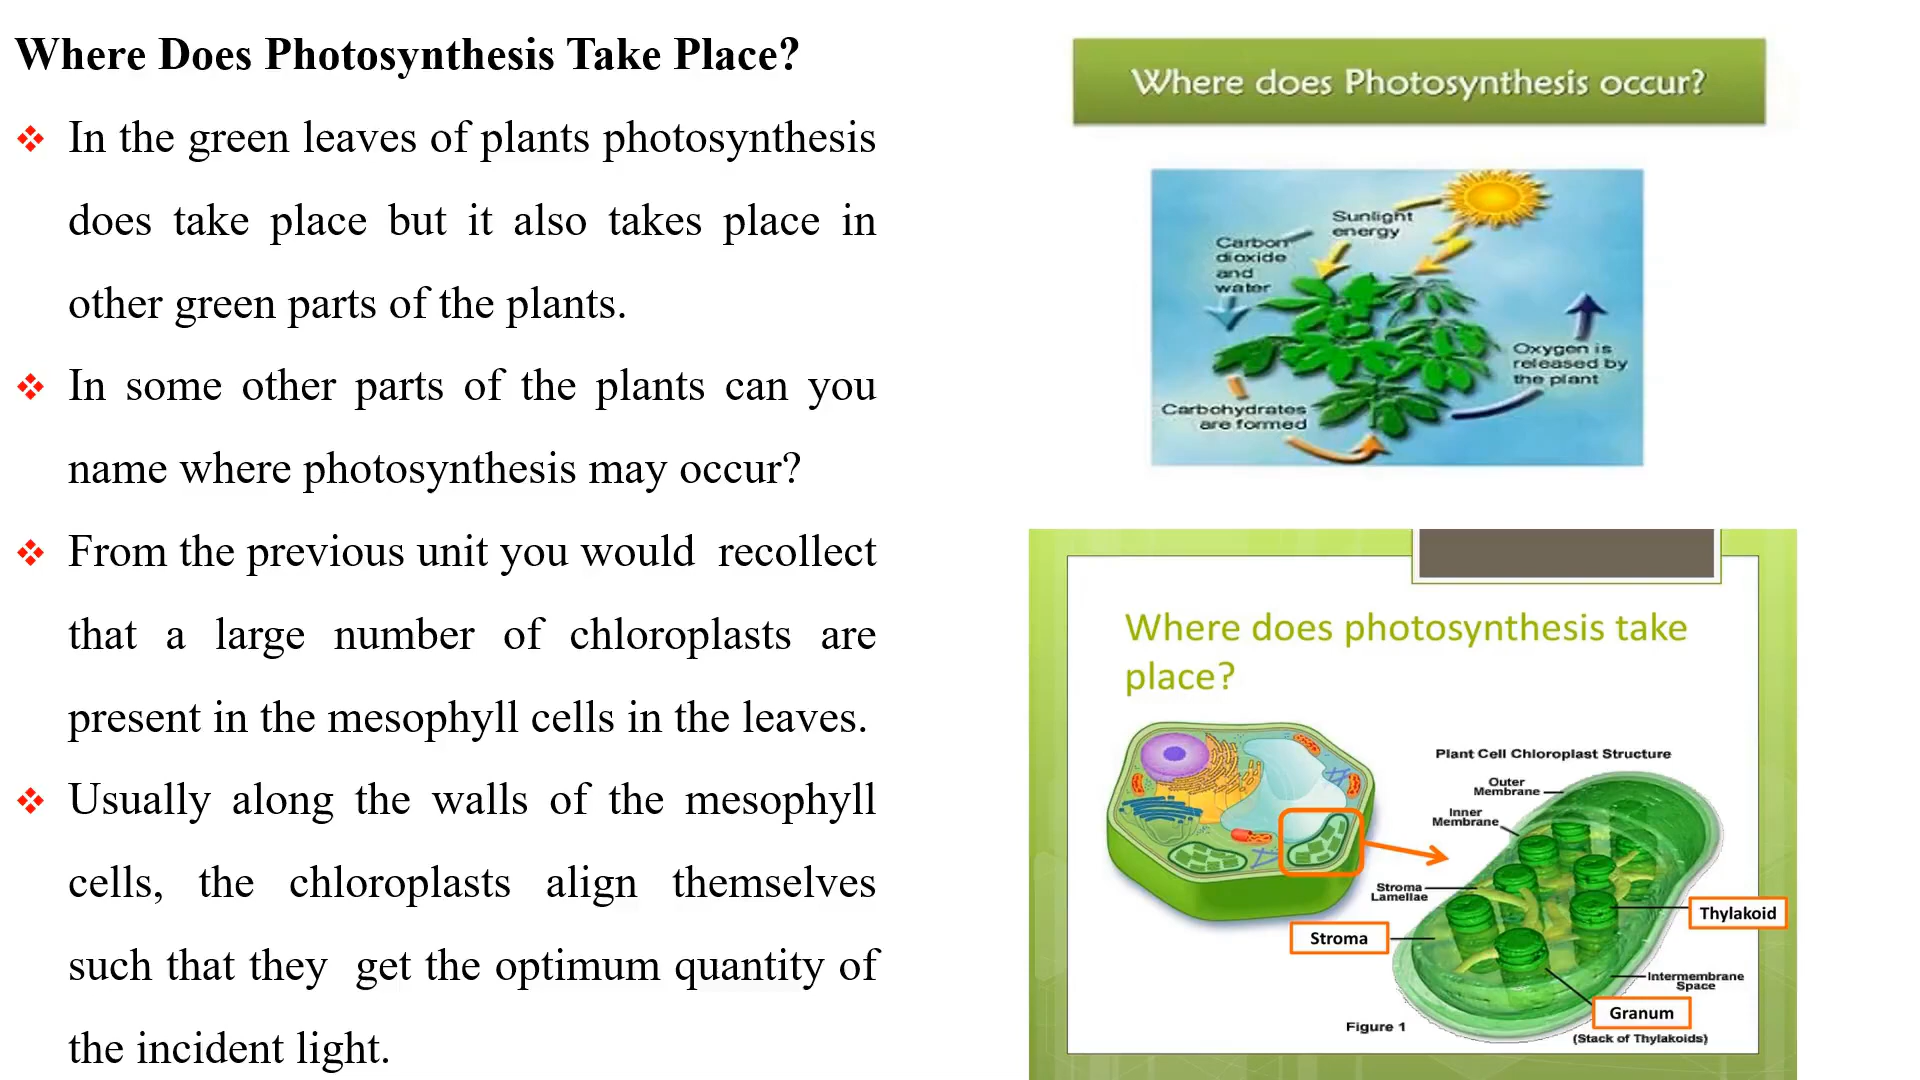 Where Does Photosynthesis Take Place?
In the green leaves of plants photosynthesis
does take place but it also takes place in
other green parts of the plants.
In some other parts of the plants can you
name where photosynthesis may occur?
From the previous unit you would recollect
that a large number of chloroplasts are
present in the mesophyll cells in the leaves.
Usually along the walls of the mesophyll
cells, the chloroplasts align themselves
such that they get the optimum quantity of
the incident light.
Where does Photosynthesis occur?
Sunlight
energy
Carbon
dioxide
and
water
Oxygen is
released by
the plant
Carbohydrates
are formed
Where does photosynthesis take
place?
Plant Cell Chloroplast Structure
Outer
Membrane
Inner
Membrane
Stroma
Lamellae
Thylakoid
Stroma
Intermembrane
Space
Granum
Figure 1
(Stack of Thylakoids)